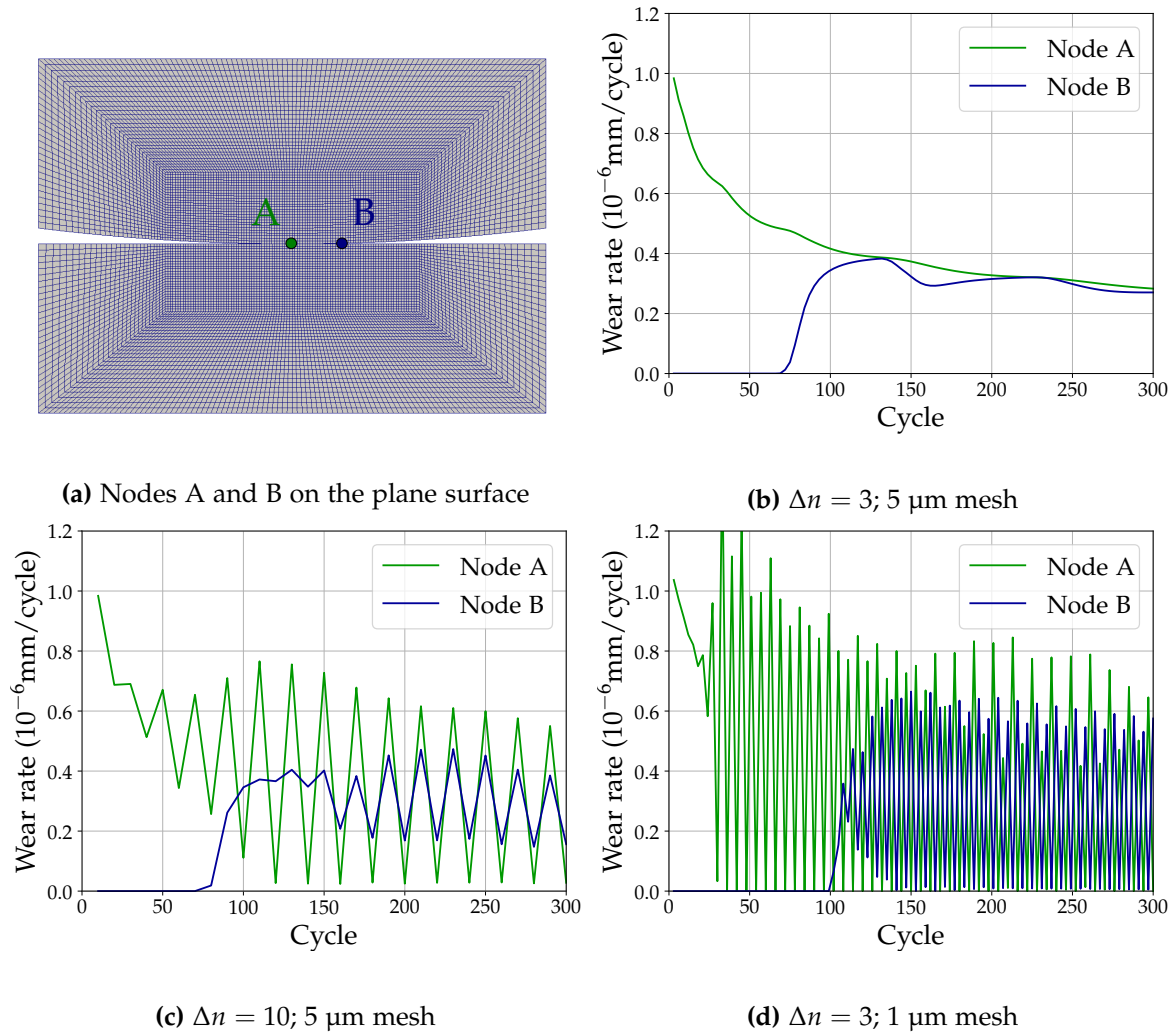 A
B
1.2
1.0
0.8
0.6
0.4
0.2
0.0
Wear rate (10⁻⁶mm/cycle)
Node A
Node B
0
50
100
150
200
250
300
Cycle
(a) Nodes A and B on the plane surface
(b) Δn = 3; 5 μm mesh
1.2
1.0
0.8
0.6
0.4
0.2
0.0
Wear rate (10⁻⁶mm/cycle)
Node A
Node B
0
50
100
150
200
250
300
Cycle
1.2
1.0
0.8
0.6
0.4
0.2
0.0
Wear rate (10⁻⁶mm/cycle)
Node A
Node B
0
50
100
150
200
250
300
Cycle
(c) Δn = 10; 5 μm mesh
(d) Δn = 3; 1 μm mesh